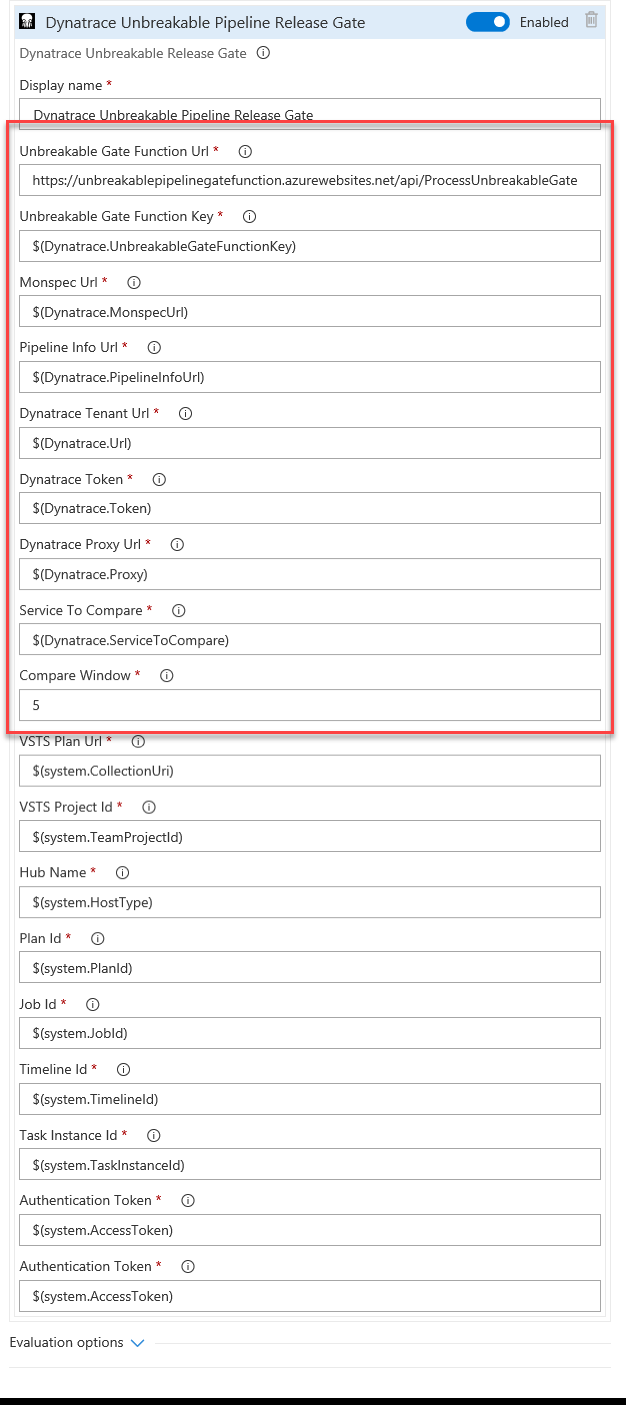 Dynatrace Unbreakable Pipeline Release Gate
Enabled
Dynatrace Unbreakable Release Gate
Display name *
Dynatrace Unbreakable Pipeline Release Gate
Unbreakable Gate Function Url *
https://unbreakablepipelinegatefunction.azurewebsites.net/api/ProcessUnbreakableGate
Unbreakable Gate Function Key *
$(Dynatrace.UnbreakableGateFunctionKey)
Monspec Url *
$(Dynatrace.MonspecUrl)
Pipeline Info Url *
$(Dynatrace.PipelineInfoUrl)
Dynatrace Tenant Url *
$(Dynatrace.Url)
Dynatrace Token *
$(Dynatrace.Token)
Dynatrace Proxy Url *
$(Dynatrace.Proxy)
Service To Compare *
$(Dynatrace.ServiceToCompare)
Compare Window *
5
VSTS Plan Url *
$(system.CollectionUri)
VSTS Project Id *
$(system.TeamProjectId)
Hub Name *
$(system.HostType)
Plan Id *
$(system.PlanId)
Job Id *
$(system.JobId)
Timeline Id *
$(system.TimelineId)
Task Instance Id *
$(system.TaskInstanceId)
Authentication Token *
$(system.AccessToken)
Authentication Token *
$(system.AccessToken)
Evaluation options